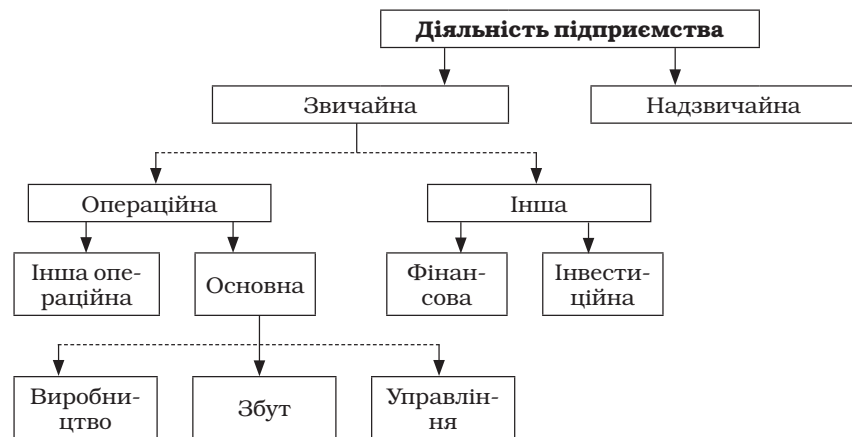 Діяльність підприємства
Звичайна
Надзвичайна
Операційна
Інша
Інша опе-
раційна
Основна
Фінан-
сова
Інвести-
ційна
Виробни-
цтво
Збут
Управлін-
ня